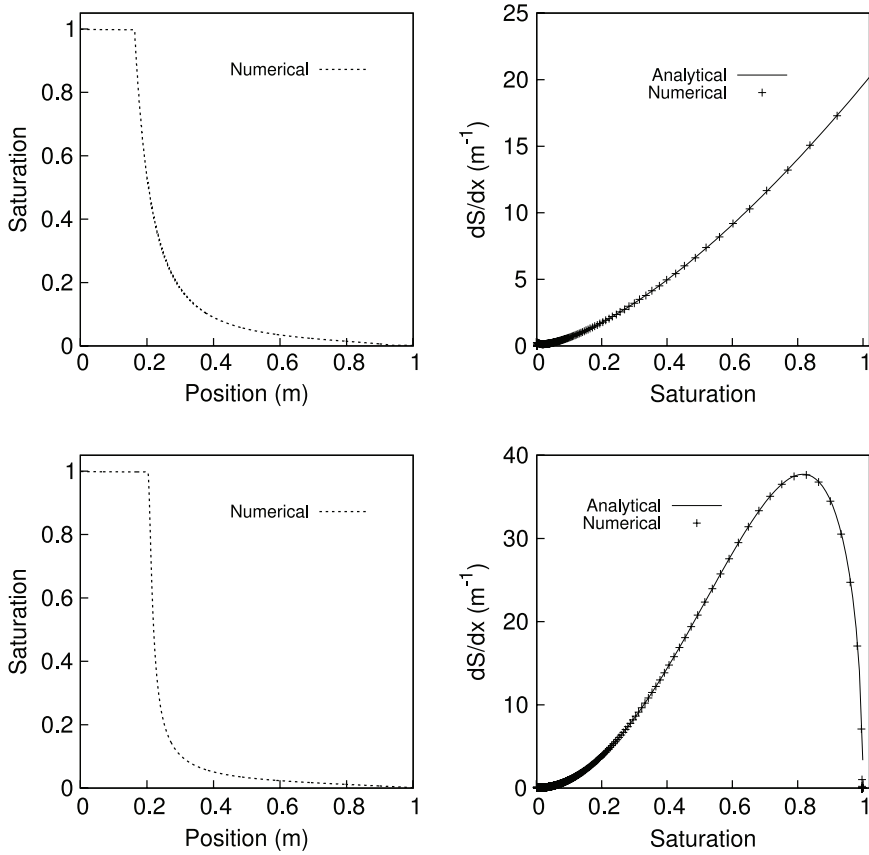 1
0.8
0.6
0.4
0.2
0
Saturation
Numerical
0 0.2 0.4 0.6 0.8 1
Position (m)
25
20
15
10
5
0
dS/dx (m⁻¹)
Analytical
Numerical
0 0.2 0.4 0.6 0.8 1
Saturation
1
0.8
0.6
0.4
0.2
0
Saturation
Numerical
0 0.2 0.4 0.6 0.8 1
Position (m)
40
30
20
10
0
dS/dx (m⁻¹)
Analytical
Numerical
0 0.2 0.4 0.6 0.8 1
Saturation